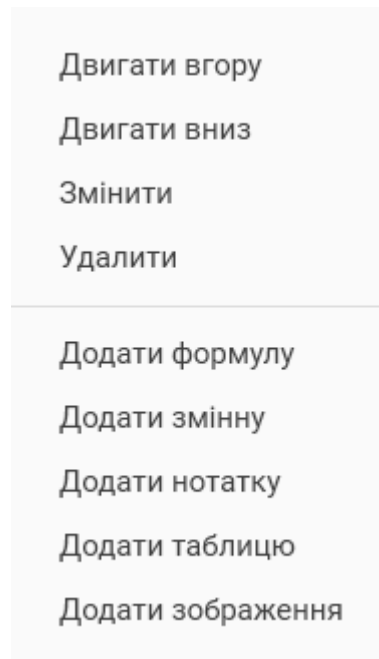 Двигати вгору
Двигати вниз
Змінити
Удалити
Додати формулу
Додати змінну
Додати нотатку
Додати таблицю
Додати зображення